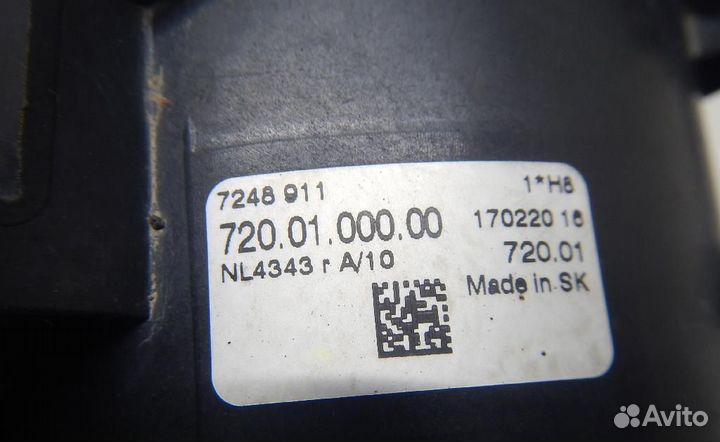 7248 911
1*H8
720.01.000.00
170220 16
NL4343 r A/10
720.01
Made in SK
Avito